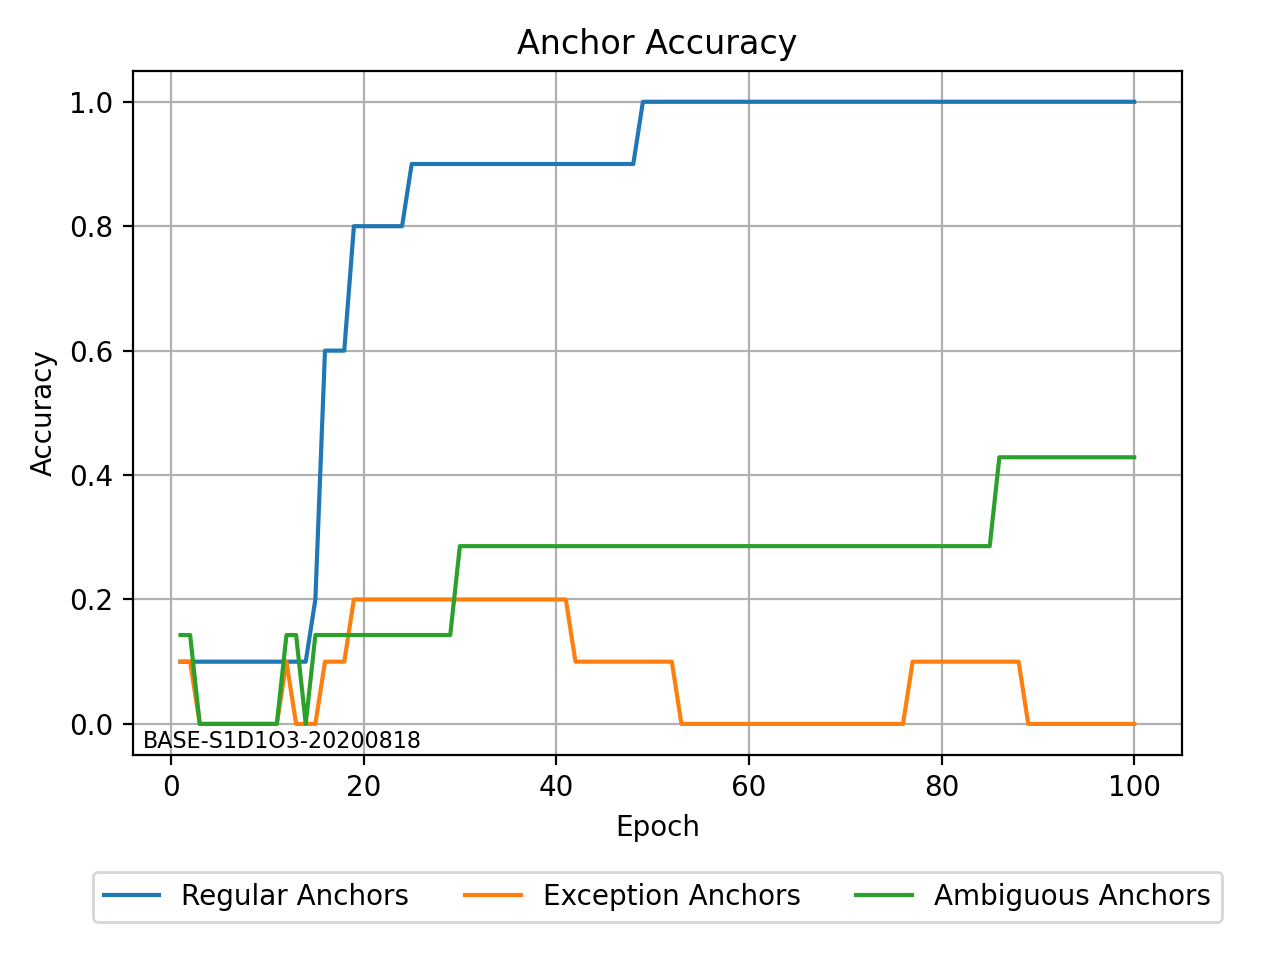 Anchor Accuracy
Accuracy
1.0
0.8
0.6
0.4
0.2
0.0
BASE-S1D1O3-20200818
0 20 40 60 80 100
Epoch
Regular Anchors Exception Anchors Ambiguous Anchors